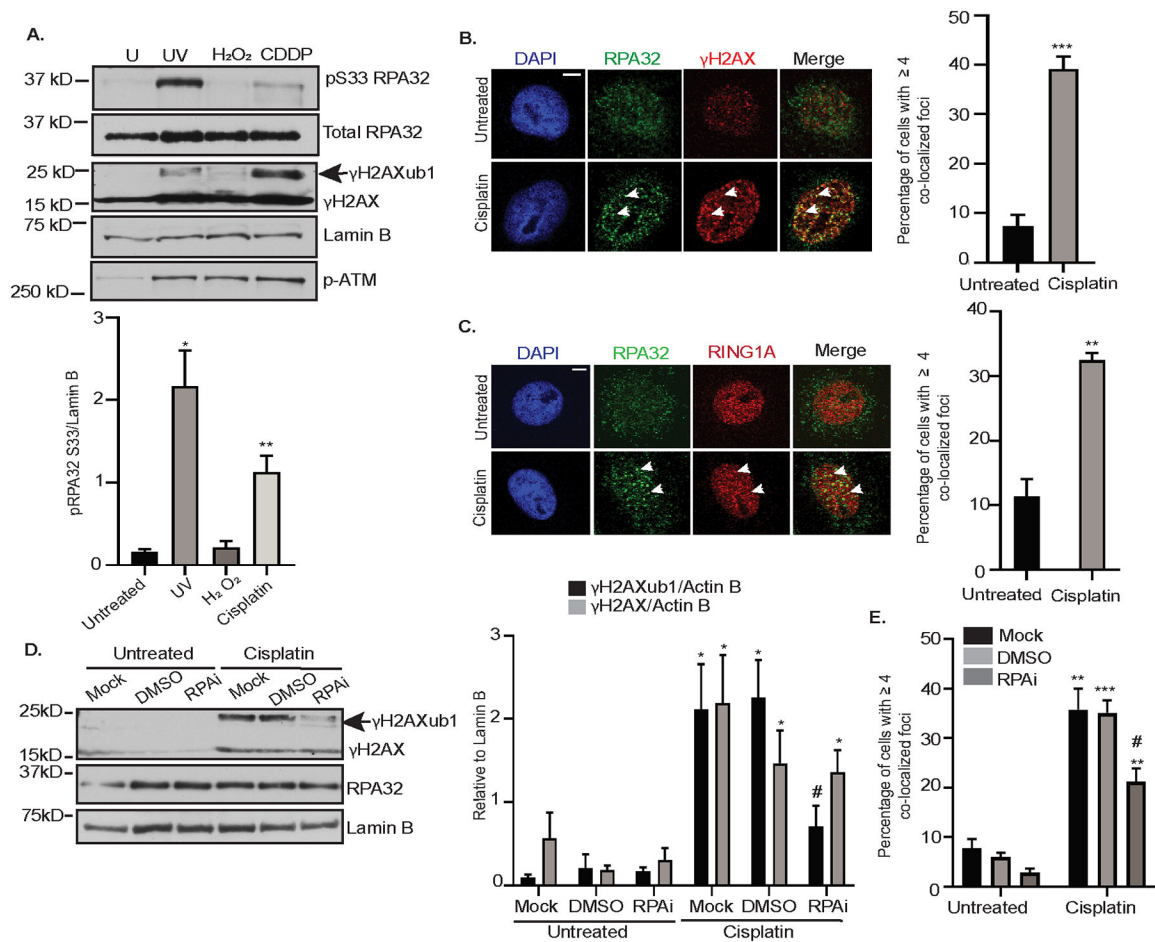 A.
U UV H₂O₂ CDDP
37 kD
pS33 RPA32
37 kD
Total RPA32
25 kD
γH2AXub1
15 kD
γH2AX
75 kD
Lamin B
p-ATM
250 kD
3
2
1
0
pRPA32 S33/Lamin B
*
**
Untreated
UV
H₂O₂
Cisplatin
B.
DAPI RPA32 γH2AX Merge
Untreated
Cisplatin
Percentage of cells with ≥ 4
co-localized foci
50
40
30
20
10
0
***
Untreated Cisplatin
C.
DAPI RPA32 RING1A Merge
Untreated
Cisplatin
Percentage of cells with ≥ 4
co-localized foci
40
30
20
10
0
**
Untreated Cisplatin
D.
Untreated Cisplatin
Mock DMSO RPAi Mock DMSO RPAi
25kD
γH2AXub1
15kD
γH2AX
37kD
RPA32
75kD
Lamin B
γH2AXub1/Actin B
γH2AX/Actin B
Relative to Lamin B
3
2
1
0
* * * * # *
Mock DMSO RPAi Mock DMSO RPAi
Untreated Cisplatin
E.
Mock
DMSO
RPAi
Percentage of cells with ≥ 4
co-localized foci
50
40
30
20
10
0
** *** #
**
Untreated Cisplatin